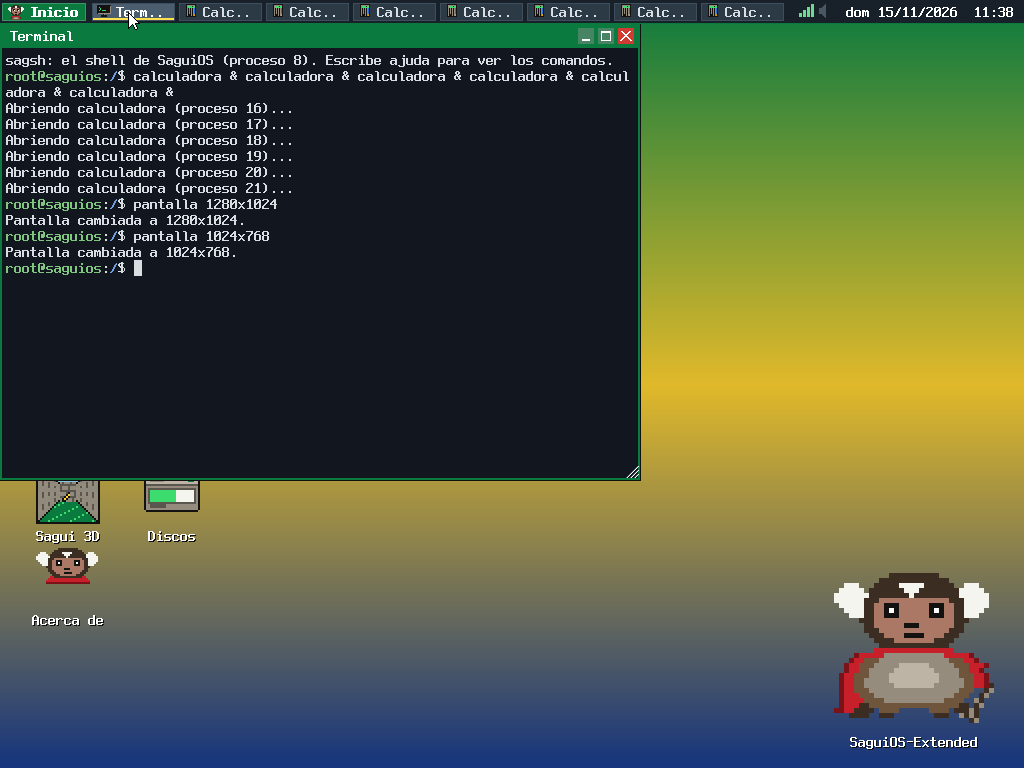 Inicio
Term..
Calc..
Calc..
Calc..
Calc..
Calc..
Calc..
Calc..
dom 15/11/2026
11:38
Terminal
sagsh: el shell de SaguiOS (proceso 8). Escribe ajuda para ver los comandos.
root@saguios:/$ calculadora & calculadora & calculadora & calculadora & calcul
adora & calculadora &
Abriendo calculadora (proceso 16)...
Abriendo calculadora (proceso 17)...
Abriendo calculadora (proceso 18)...
Abriendo calculadora (proceso 19)...
Abriendo calculadora (proceso 20)...
Abriendo calculadora (proceso 21)...
root@saguios:/$ pantalla 1280x1024
Pantalla cambiada a 1280x1024.
root@saguios:/$ pantalla 1024x768
Pantalla cambiada a 1024x768.
root@saguios:/$
Sagui 3D
Discos
Acerca de
SaguiOS-Extended